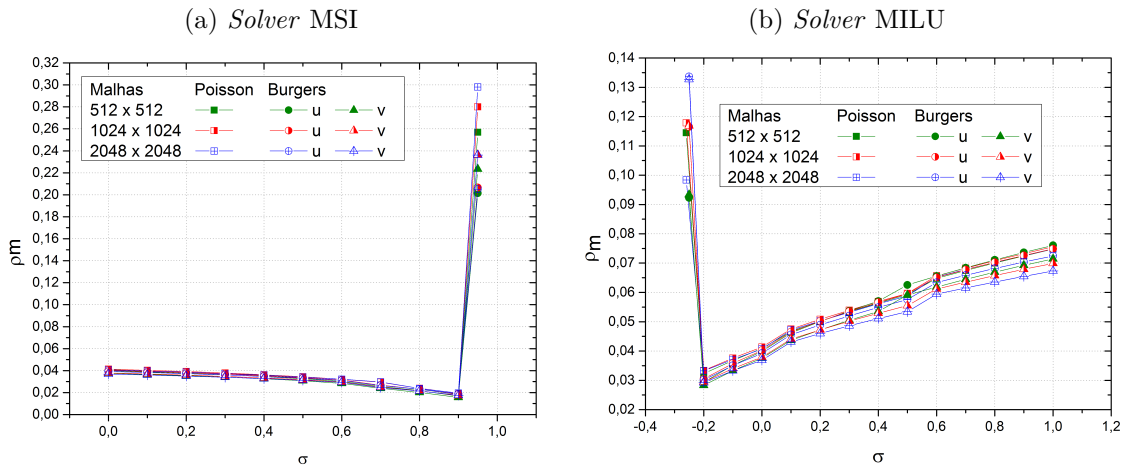 (a) Solver MSI
0,32
0,30
0,28
0,26
0,24
0,22
0,20
0,18
0,16
0,14
0,12
0,10
0,08
0,06
0,04
0,02
0,00
ρm
Malhas Poisson Burgers
512 x 512 u v
1024 x 1024 u v
2048 x 2048 u v
0,0 0,2 0,4 0,6 0,8 1,0
σ
(b) Solver MILU
0,14
0,13
0,12
0,11
0,10
0,09
0,08
0,07
0,06
0,05
0,04
0,03
0,02
ρm
Malhas Poisson Burgers
512 x 512 u v
1024 x 1024 u v
2048 x 2048 u v
-0,4 -0,2 0,0 0,2 0,4 0,6 0,8 1,0 1,2
σ